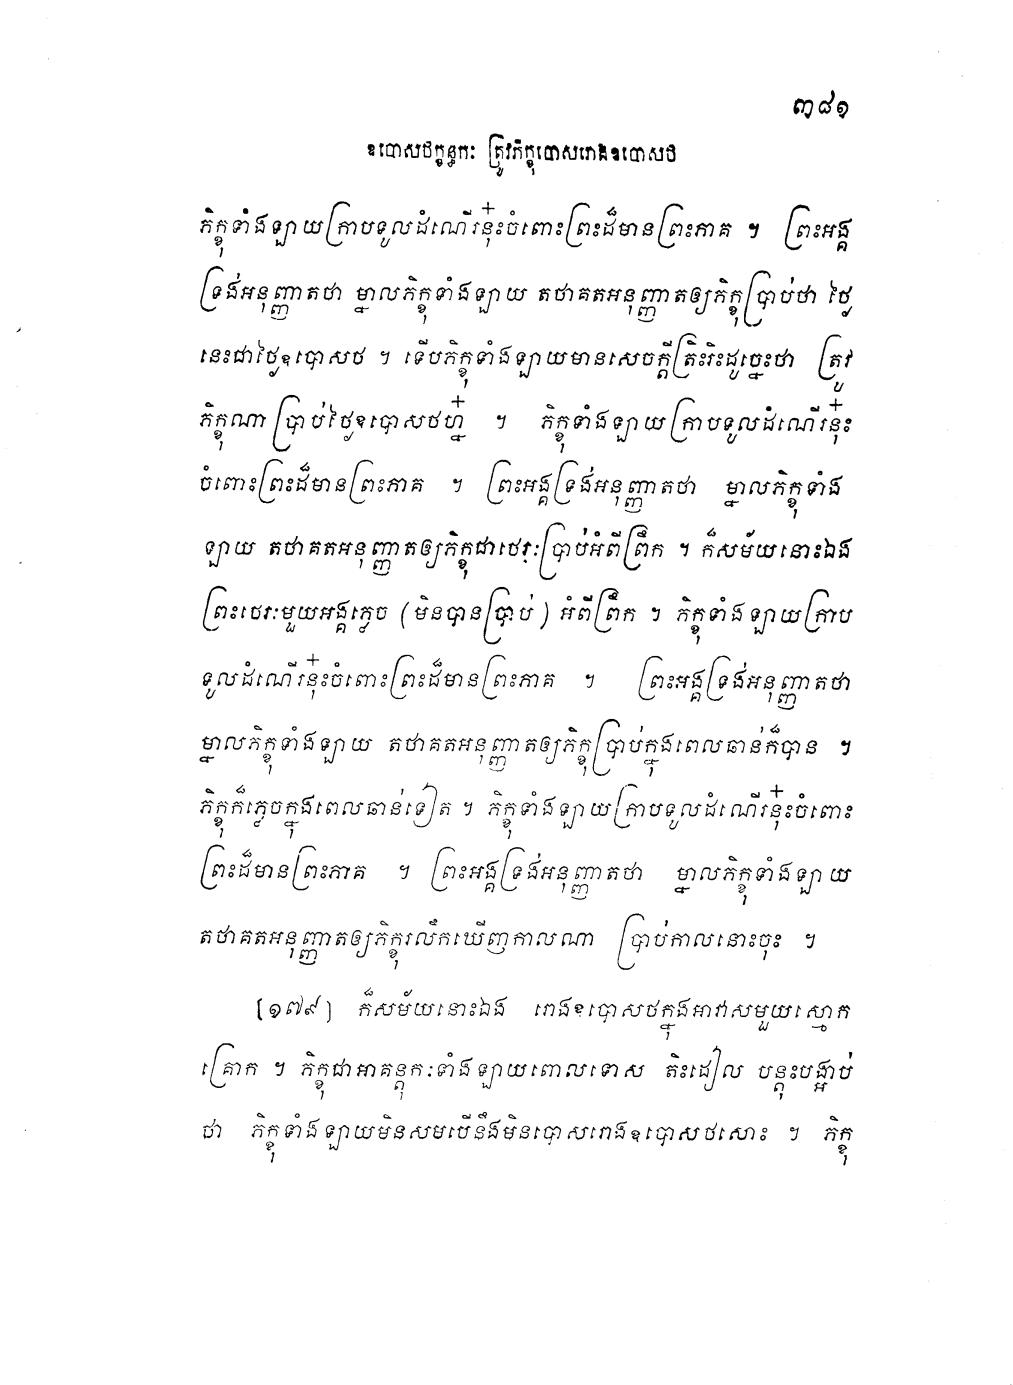 ៣៨១
ឧបោសថក្ខន្ធកៈ ត្រូវភិក្ខុបោសរោងឧបោសថ
ភិក្ខុទាំងឡាយក្រាបទូលដំណើរនុ៎ះចំពោះព្រះដ៏មានព្រះភាគ ។ ព្រះអង្គ
ទ្រង់អនុញ្ញាតថា ម្នាលភិក្ខុទាំងឡាយ តថាគតអនុញ្ញាតឲ្យភិក្ខុប្រាប់ថា ថ្ងៃ
នេះជាថ្ងៃឧបោសថ ។ ទើបភិក្ខុទាំងឡាយមានសេចក្តីត្រិះរិះដូច្នេះថា ត្រូវ
ភិក្ខុណាប្រាប់ថ្ងៃឧបោសថហ្ន៎ ។ ភិក្ខុទាំងឡាយក្រាបទូលដំណើរនុ៎ះ
ចំពោះព្រះដ៏មានព្រះភាគ ។ ព្រះអង្គទ្រង់អនុញ្ញាតថា ម្នាលភិក្ខុទាំង
ឡាយ តថាគតអនុញ្ញាតឲ្យភិក្ខុជាថេរៈប្រាប់អំពីព្រឹក ។ ក៏សម័យនោះឯង
ព្រះថេរៈមួយអង្គភ្លេច (មិនបានប្រាប់) អំពីព្រឹក ។ ភិក្ខុទាំងឡាយក្រាប
ទូលដំណើរនុ៎ះចំពោះព្រះដ៏មានព្រះភាគ ។ ព្រះអង្គទ្រង់អនុញ្ញាតថា
ម្នាលភិក្ខុទាំងឡាយ តថាគតអនុញ្ញាតឲ្យភិក្ខុប្រាប់ក្នុងពេលឆាន់ក៏បាន ។
ភិក្ខុក៏ភ្លេចក្នុងពេលឆាន់ទៀត ។ ភិក្ខុទាំងឡាយក្រាបទូលដំណើរនុ៎ះចំពោះ
ព្រះដ៏មានព្រះភាគ ។ ព្រះអង្គទ្រង់អនុញ្ញាតថា ម្នាលភិក្ខុទាំងឡាយ
តថាគតអនុញ្ញាតឲ្យភិក្ខុរលឹកឃើញកាលណា ប្រាប់កាលនោះចុះ ។
[១៧៩] ក៏សម័យនោះឯង រោងឧបោសថក្នុងអាវាសមួយស្មោក
គ្រោក ។ ភិក្ខុជាអាគន្តុកៈទាំងឡាយពោលទោស តិះដៀល បន្តុះបង្អាប់
ថា ភិក្ខុទាំងឡាយមិនសមបើនឹងមិនបោសរោងឧបោសថសោះ ។ ភិក្ខុ